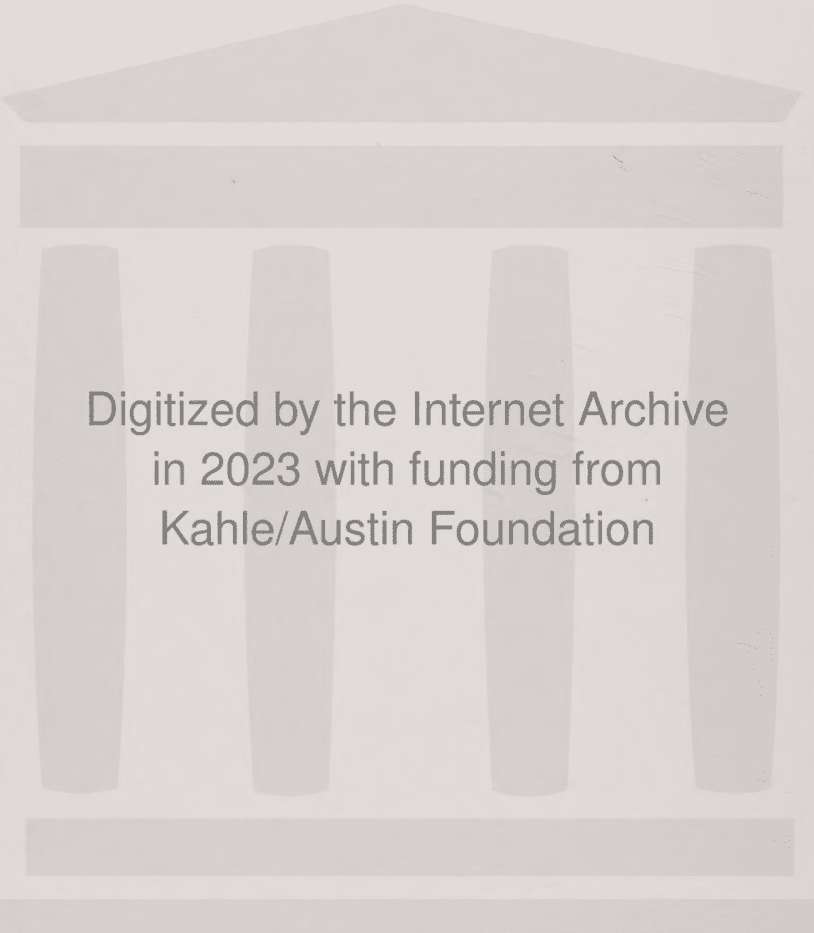 Digitized by the Internet Archive
in 2023 with funding from
Kahle/Austin Foundation